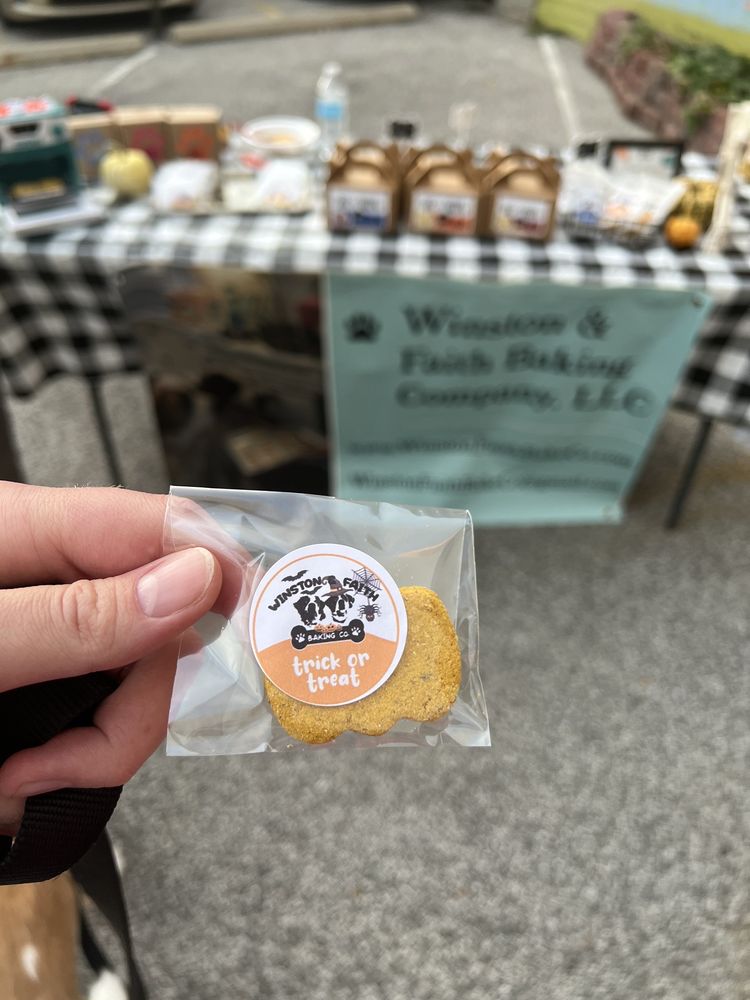 Winston &
Faith Baking
Company, LLC
WINSTON FAITH
BAKING CO.
trick or
treat